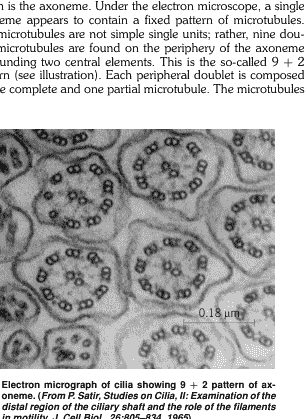 n is the axoneme. Under the electron microscope, a single
eme appears to contain a fixed pattern of microtubules.
microtubules are not simple single units; rather, nine dou-
microtubules are found on the periphery of the axoneme
unding two central elements. This is the so-called 9 + 2
rn (see illustration). Each peripheral doublet is composed
e complete and one partial microtubule. The microtubules
0.18 μm
Electron micrograph of cilia showing 9 + 2 pattern of ax-
oneme. (From P. Satir, Studies on Cilia, II: Examination of the
distal region of the ciliary shaft and the role of the filaments
in motility, J. Cell Biol., 26:805–834, 1965)